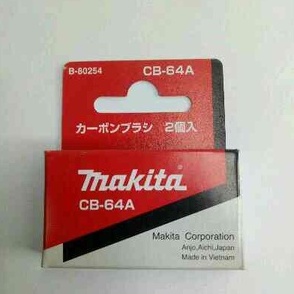 B-80254 CB-64A
カーボンブラシ 2個入
makita
CB-64A
Makita Corporation
Anjo,Aichi,Japan
Made in Vietnam